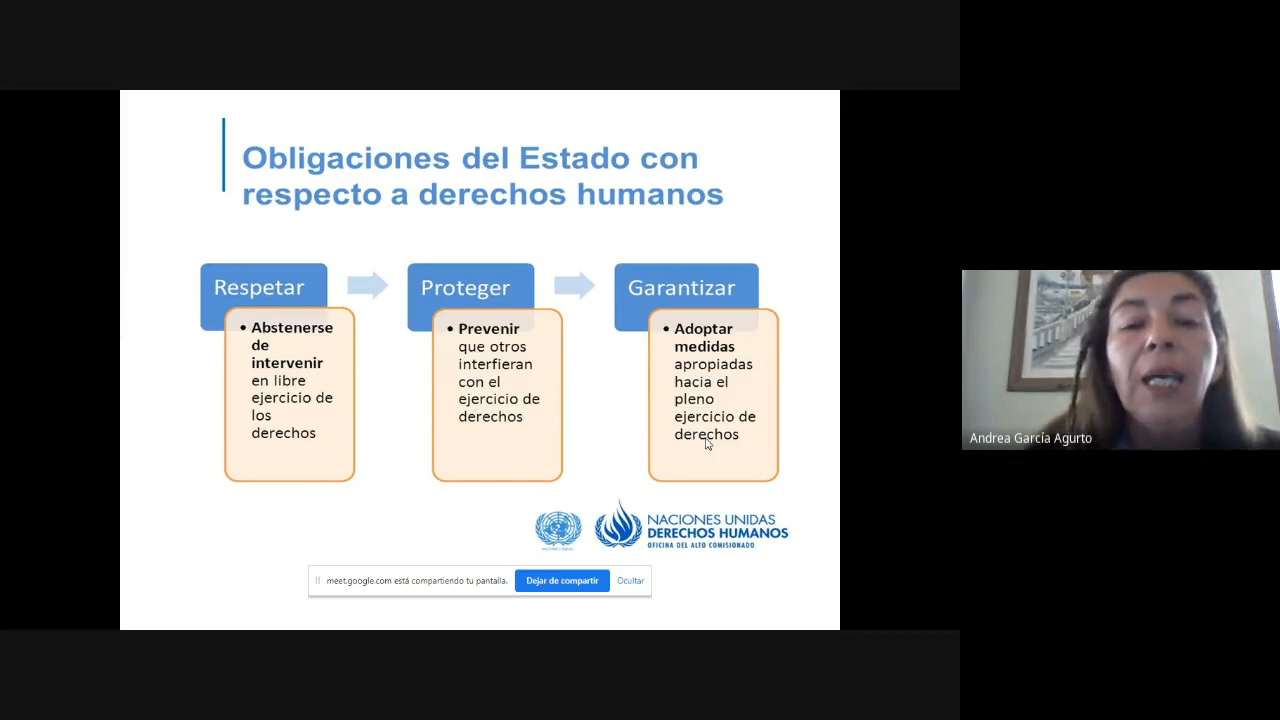 Obligaciones del Estado con
respecto a derechos humanos
Respetar
• Abstenerse
de
intervenir
en libre
ejercicio de
los
derechos
Proteger
• Prevenir
que otros
interfieran
con el
ejercicio de
derechos
Garantizar
• Adoptar
medidas
apropiadas
hacia el
pleno
ejercicio de
derechos
NACIONES UNIDAS
DERECHOS HUMANOS
OFICINA DEL ALTO COMISIONADO
meet.google.com está compartiendo tu pantalla.
Dejar de compartir
Ocultar
Andrea García Agurto